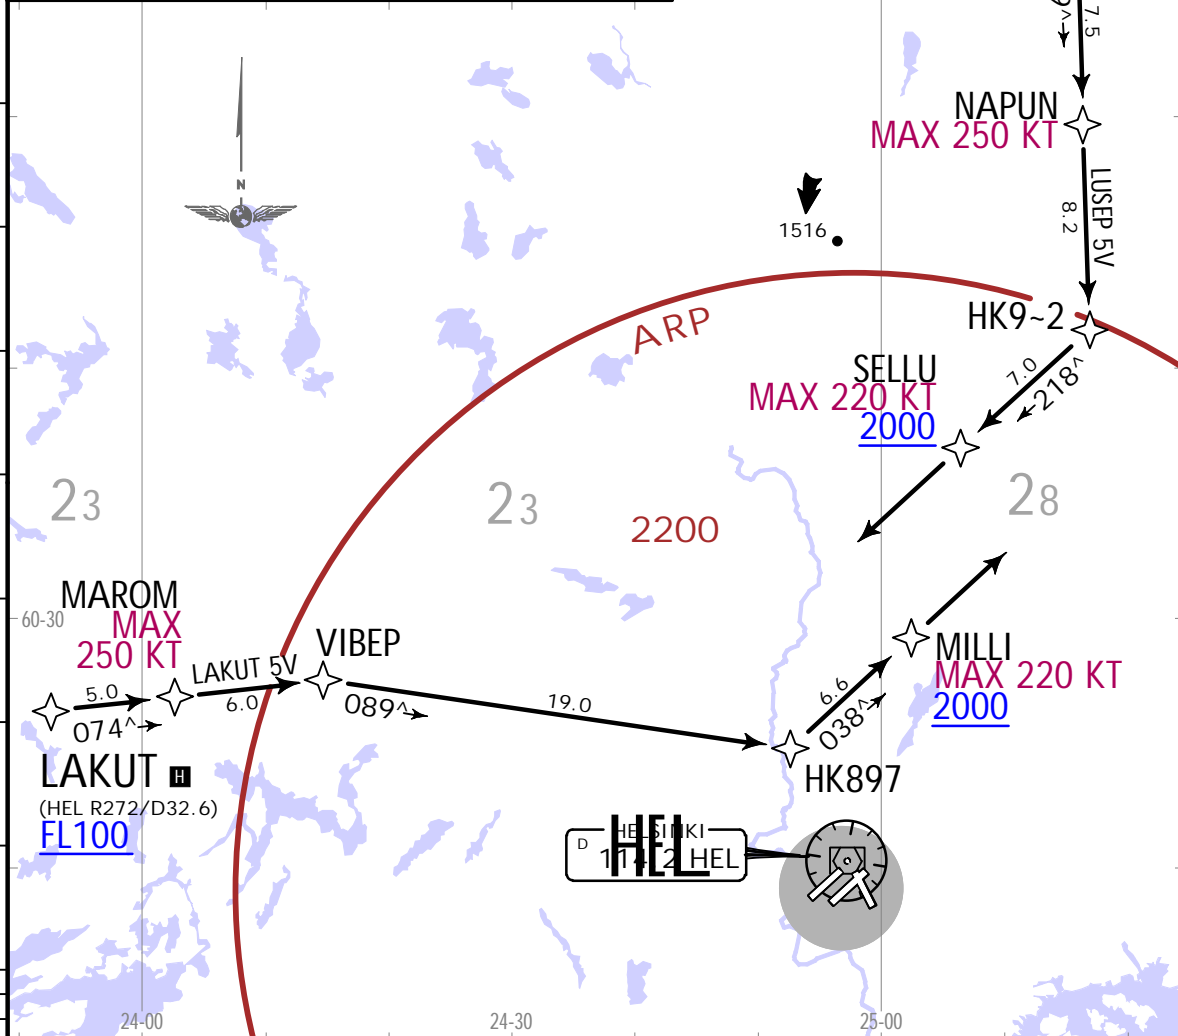 7.5
NAPUN
MAX 250 KT
LUSEP 5V
8.2
N
1516
ARP
HK9~2
SELLU
MAX 220 KT
2000
7.0
218^
23
23
28
2200
60-30
MAROM
MAX
250 KT
VIBEP
LAKUT 5V
5.0
6.0
074^
089^
19.0
6.6
038^
MILLI
MAX 220 KT
2000
HK897
LAKUT H
(HEL R272/D32.6)
FL100
HELSINKI
HEL
D
114.2 HEL
24-00
24-30
25-00